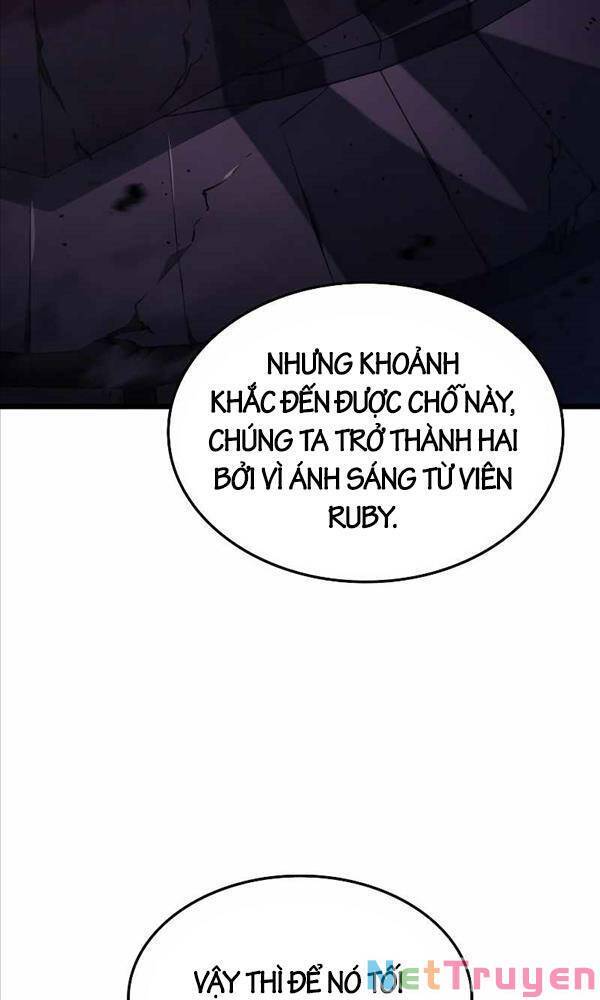 NHƯNG KHOẢNH
KHẮC ĐẾN ĐƯỢC CHỖ NÀY,
CHÚNG TA TRỞ THÀNH HAI
BỞI VÌ ÁNH SÁNG TỪ VIÊN
RUBY.
VẬY THÌ ĐỂ NÓ TỐI
NetTruyen